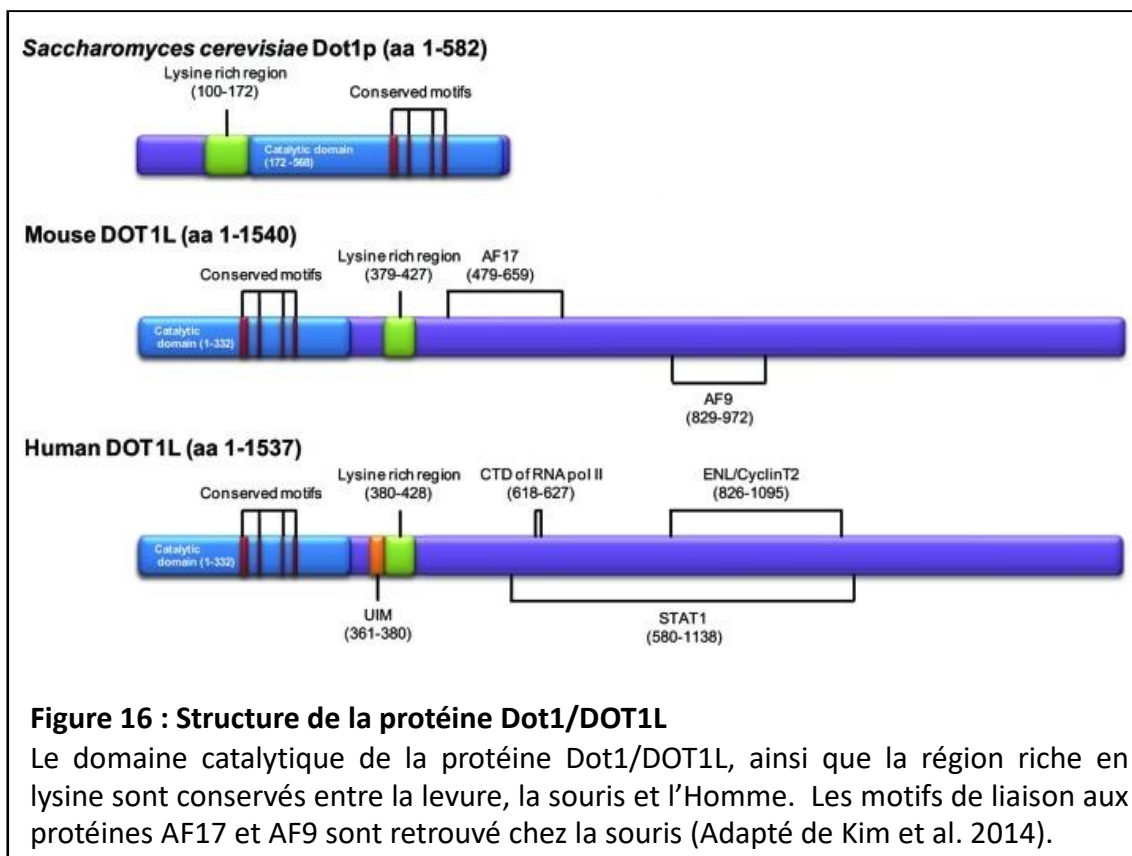 Saccharomyces cerevisiae Dot1p (aa 1-582)
Lysine rich region
(100-172)
Conserved motifs
Catalytic domain
(172-568)
Mouse DOT1L (aa 1-1540)
Conserved motifs
Lysine rich region
(379-427)
AF17
(479-659)
Catalytic
domain (1-332)
AF9
(829-972)
Human DOT1L (aa 1-1537)
Conserved motifs
Lysine rich region
(380-428)
CTD of RNA pol II
(618-627)
ENL/CyclinT2
(826-1095)
Catalytic
domain (1-332)
UIM
(361-380)
STAT1
(580-1138)
Figure 16 : Structure de la protéine Dot1/DOT1L
Le domaine catalytique de la protéine Dot1/DOT1L, ainsi que la région riche en
lysine sont conservés entre la levure, la souris et l’Homme. Les motifs de liaison aux
protéines AF17 et AF9 sont retrouvé chez la souris (Adapté de Kim et al. 2014).